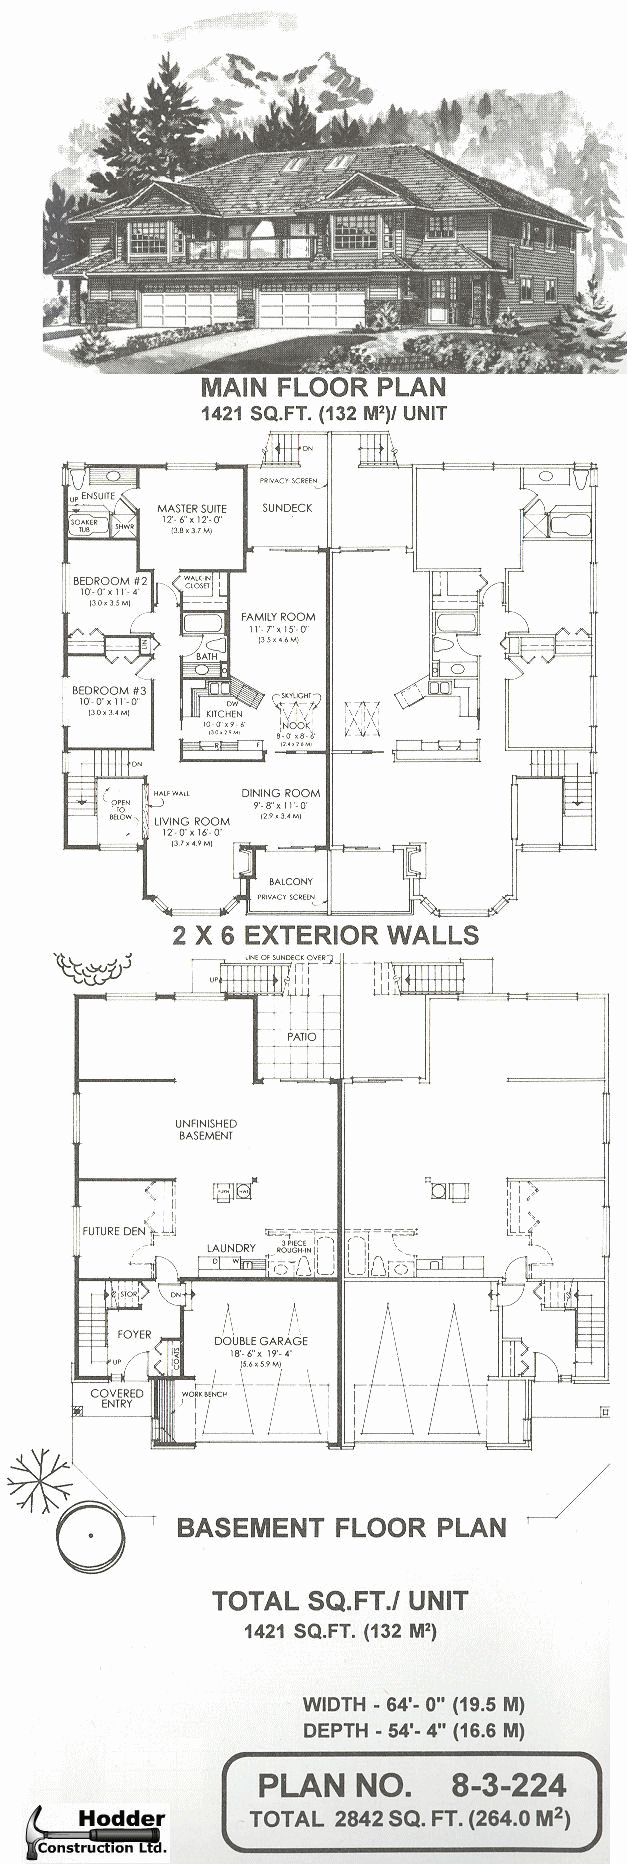 MAIN FLOOR PLAN
1421 SQ.FT. (132 M²)/ UNIT
DN
PRIVACY SCREEN
SUNDECK
UP
ENSUITE
SOAKER
TUB
SHWR
MASTER SUITE
12'- 6" x 12'- 0"
(3.8 x 3.7 M)
BEDROOM #2
10'- 0" x 11'- 4"
(3.0 x 3.5 M)
WALK-IN
CLOSET
FAMILY ROOM
11'- 7" x 15'- 0"
(3.5 x 4.6 M)
LIN
BATH
BEDROOM #3
10'- 0" x 11'- 0"
(3.0 x 3.4 M)
DW
KITCHEN
10'- 0" x 9'- 6"
(3.0 x 2.9 M)
R
F
SKYLIGHT
NOOK
8'- 0" x 8'- 6"
(2.4 x 2.6 M)
DN
OPEN
TO
BELOW
HALF WALL
DINING ROOM
9'- 8" x 11'- 0"
(2.9 x 3.4 M)
LIVING ROOM
12'- 0" x 16'- 0"
(3.7 x 4.9 M)
BALCONY
PRIVACY SCREEN
2 X 6 EXTERIOR WALLS
LINE OF SUNDECK OVER
UP
PATIO
UNFINISHED
BASEMENT
FURN
HWT
FUTURE DEN
LAUNDRY
D
W
3 PIECE
ROUGH-IN
STOR
DN
FOYER
UP
COATS
DOUBLE GARAGE
18'- 6" x 19'- 4"
(5.6 x 5.9 M)
COVERED
ENTRY
WORK BENCH
BASEMENT FLOOR PLAN
TOTAL SQ.FT./ UNIT
1421 SQ.FT. (132 M²)
WIDTH - 64'- 0" (19.5 M)
DEPTH - 54'- 4" (16.6 M)
PLAN NO. 8-3-224
TOTAL 2842 SQ. FT. (264.0 M²)
Hodder
Construction Ltd.